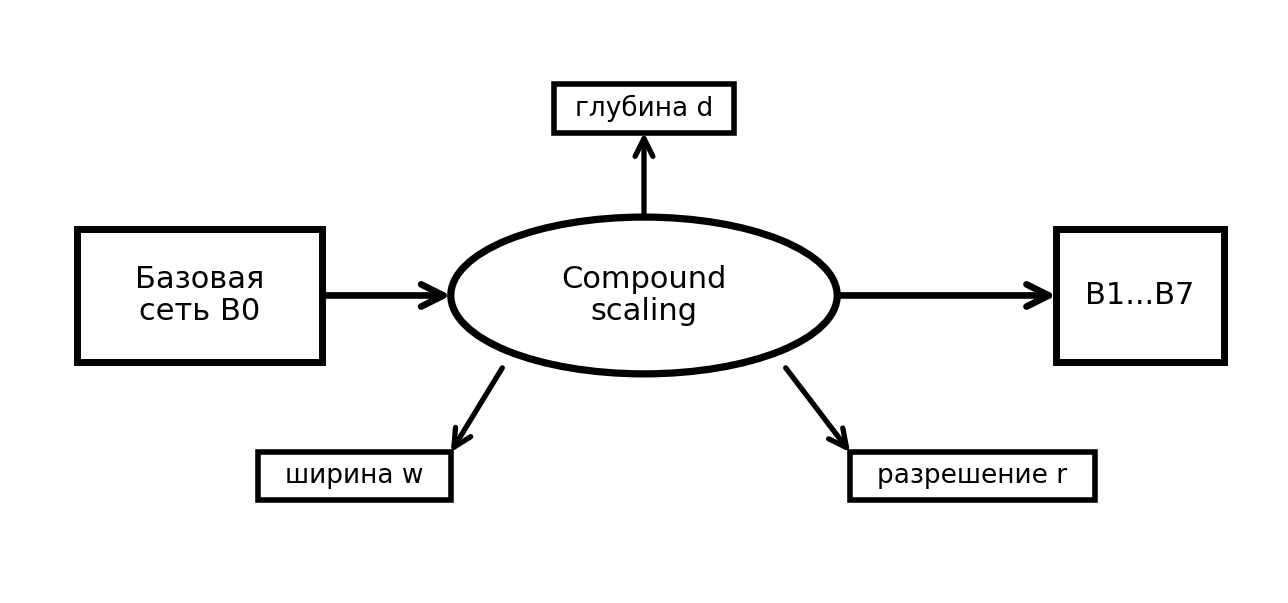 глубина d
Базовая
сеть B0
Compound
scaling
B1...B7
ширина w
разрешение r